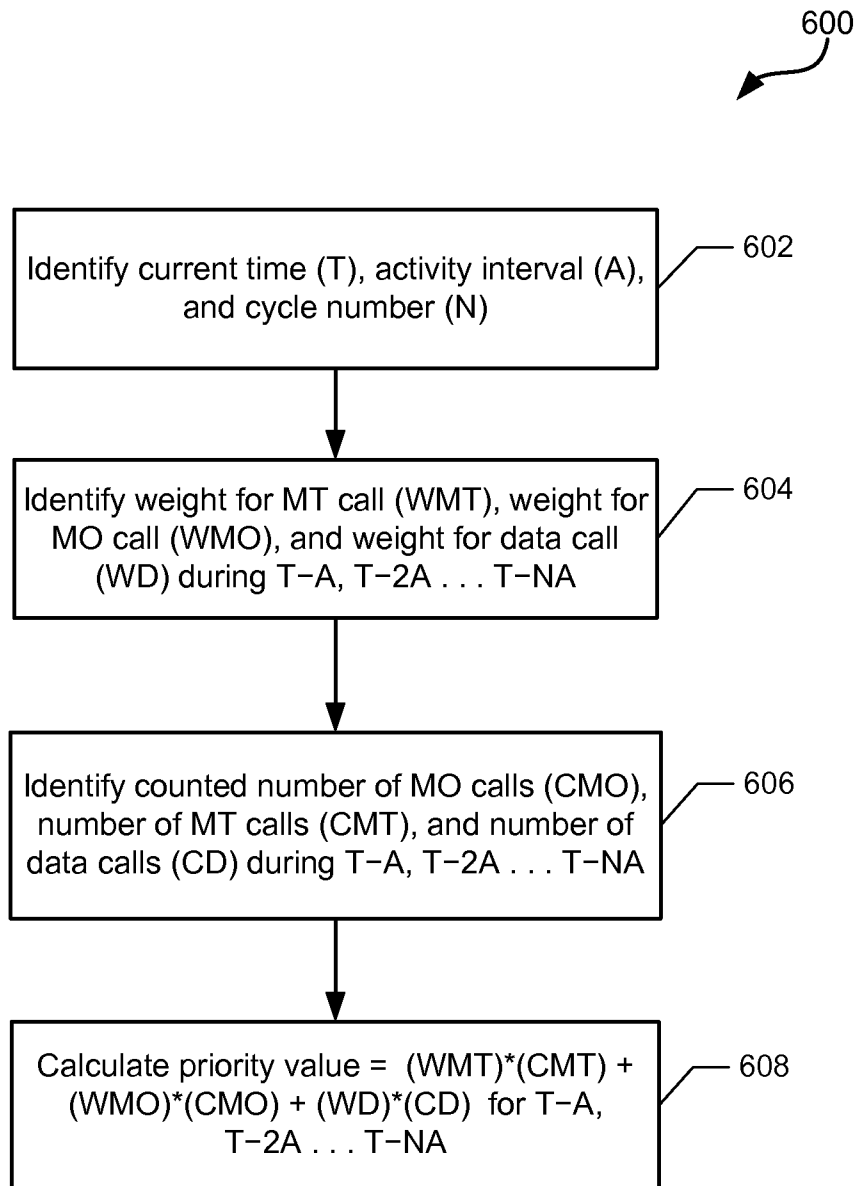 600
Identify current time (T), activity interval (A),
and cycle number (N)
602
Identify weight for MT call (WMT), weight for
MO call (WMO), and weight for data call
(WD) during T−A, T−2A . . . T−NA
604
Identify counted number of MO calls (CMO),
number of MT calls (CMT), and number of
data calls (CD) during T−A, T−2A . . . T−NA
606
Calculate priority value = (WMT)*(CMT) +
(WMO)*(CMO) + (WD)*(CD) for T−A,
T−2A . . . T−NA
608